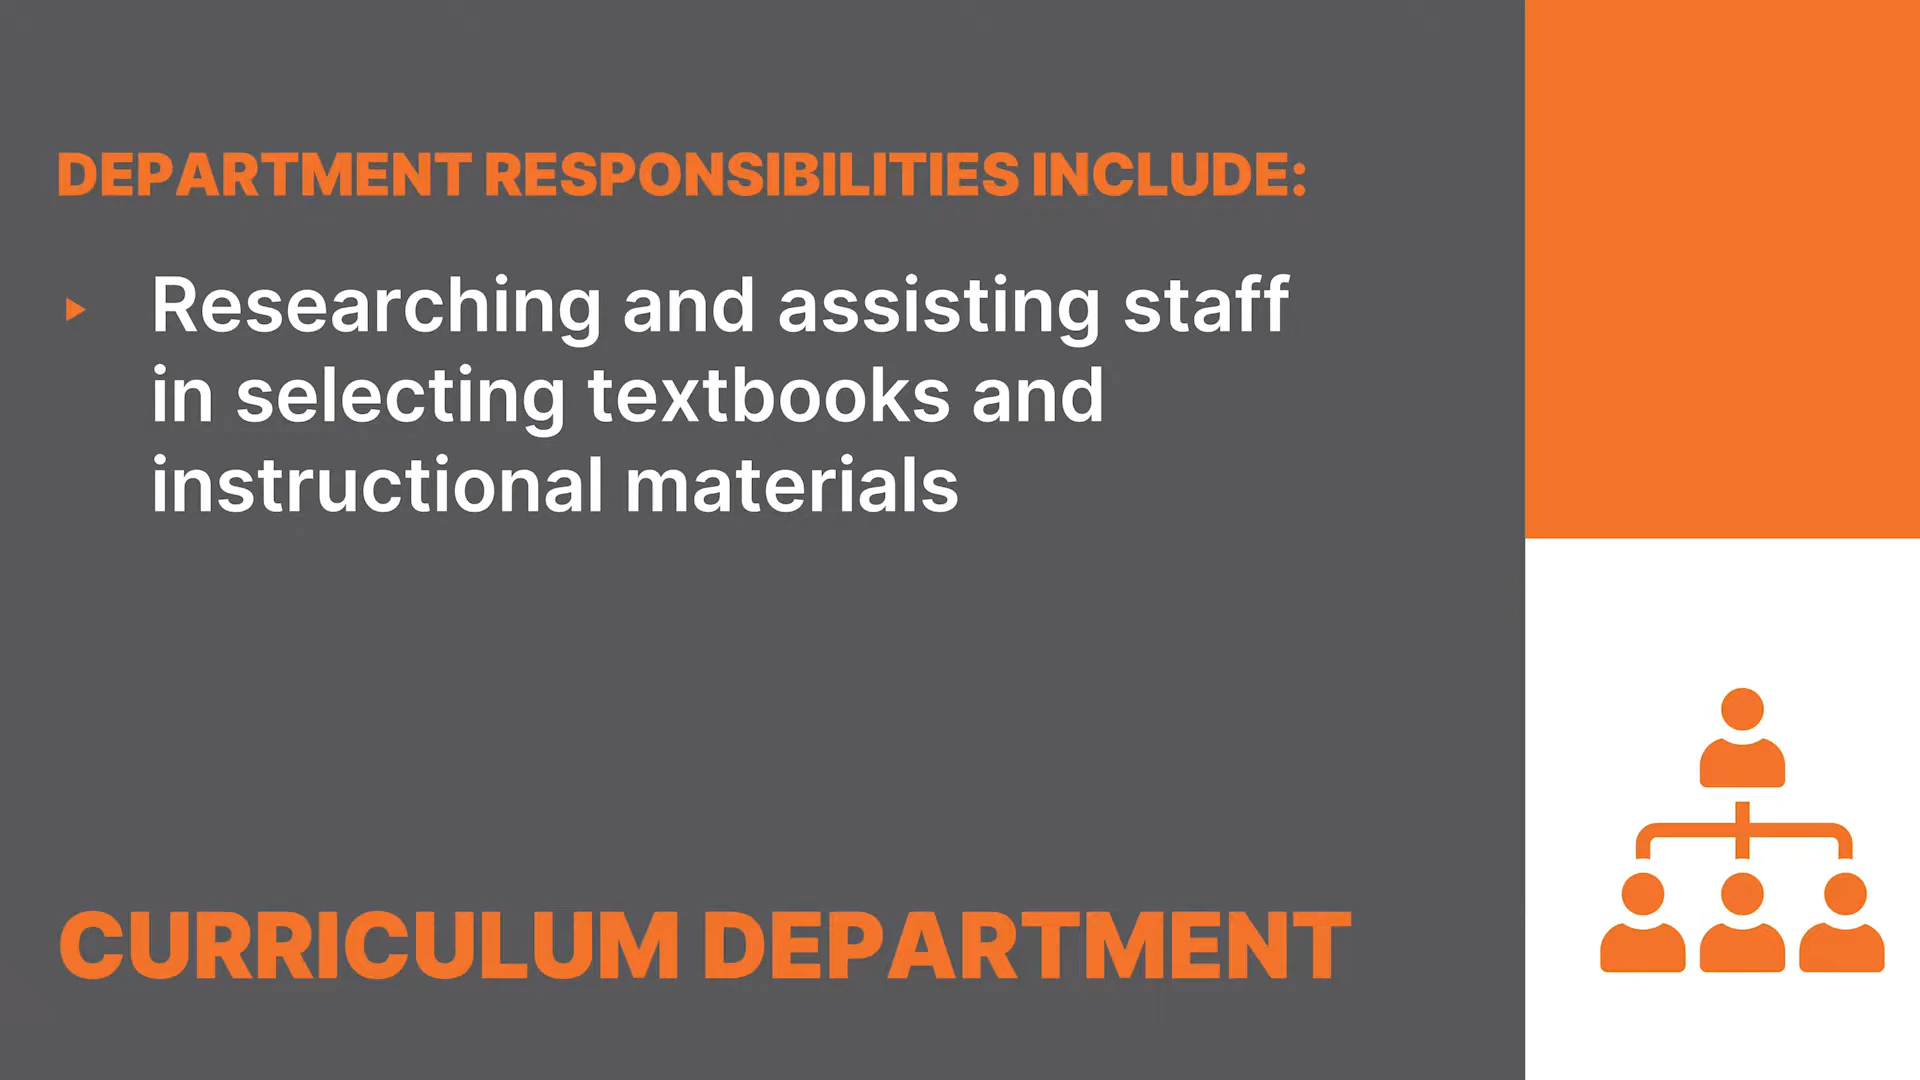 DEPARTMENT RESPONSIBILITIES INCLUDE:
Researching and assisting staff
in selecting textbooks and
instructional materials
CURRICULUM DEPARTMENT